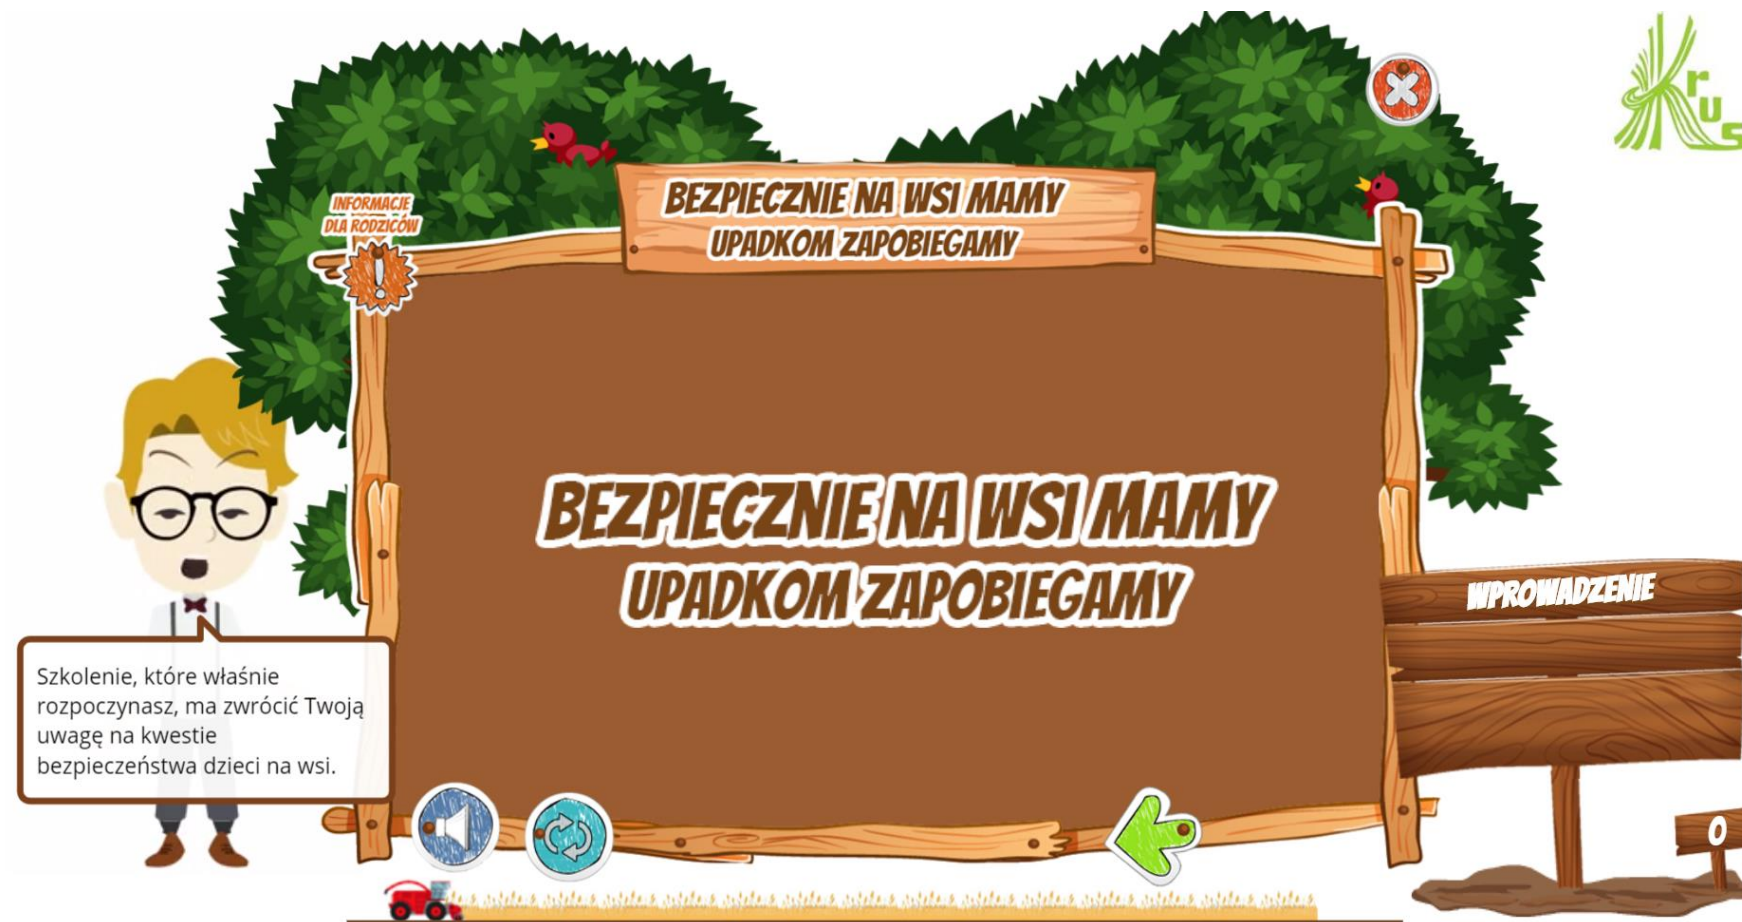 Krus
INFORMACJE
DLA RODZICÓW
!
BEZPIECZNIE NA WSI MAMY
UPADKOM ZAPOBIEGAMY
BEZPIECZNIE NA WSI MAMY
UPADKOM ZAPOBIEGAMY
WPROWADZENIE
Szkolenie, które właśnie
rozpoczynasz, ma zwrócić Twoją
uwagę na kwestie
bezpieczeństwa dzieci na wsi.
0